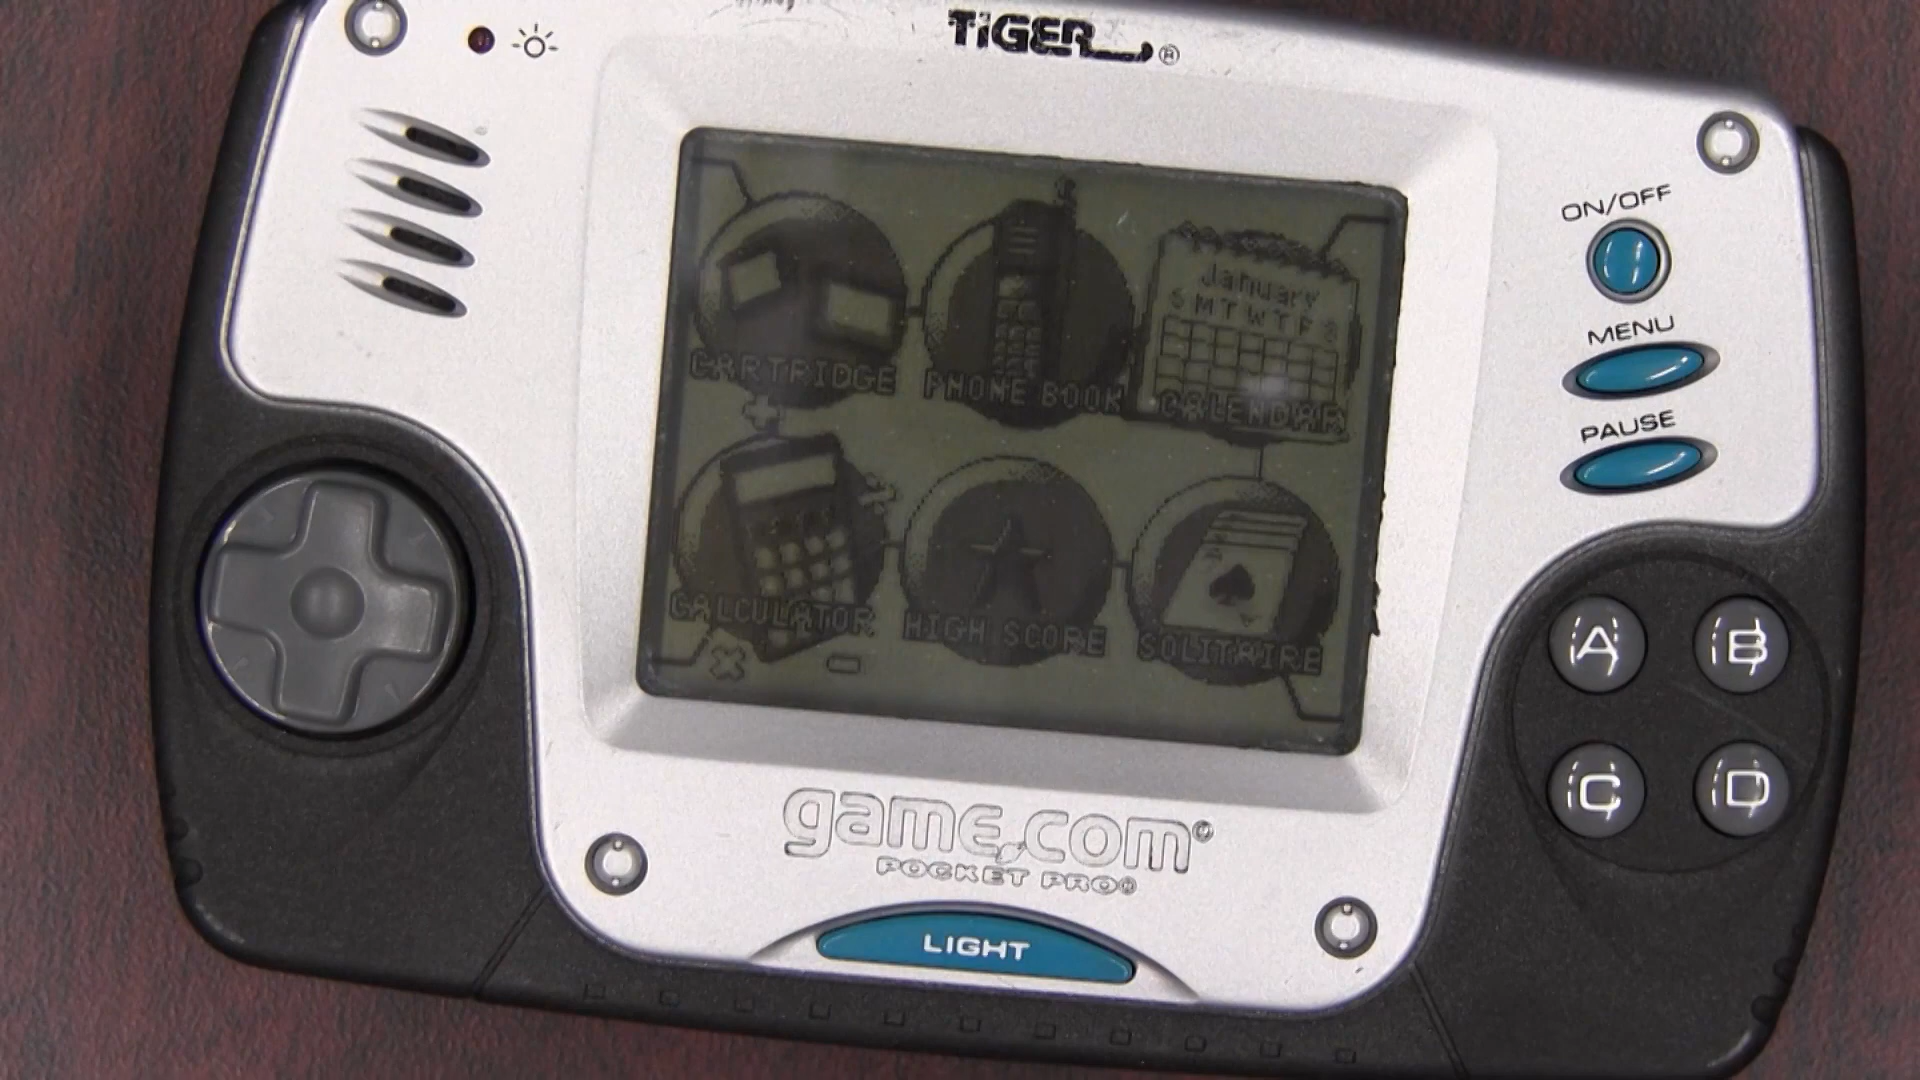 TiGER®
ON/OFF
MENU
PAUSE
CARTRIDGE
PHONE BOOK
January
S M T W T F S
CALENDAR
CALCULATOR
HIGH SCORE
SOLITAIRE
A B
C D
game.com®
POCKET PRO®
LIGHT